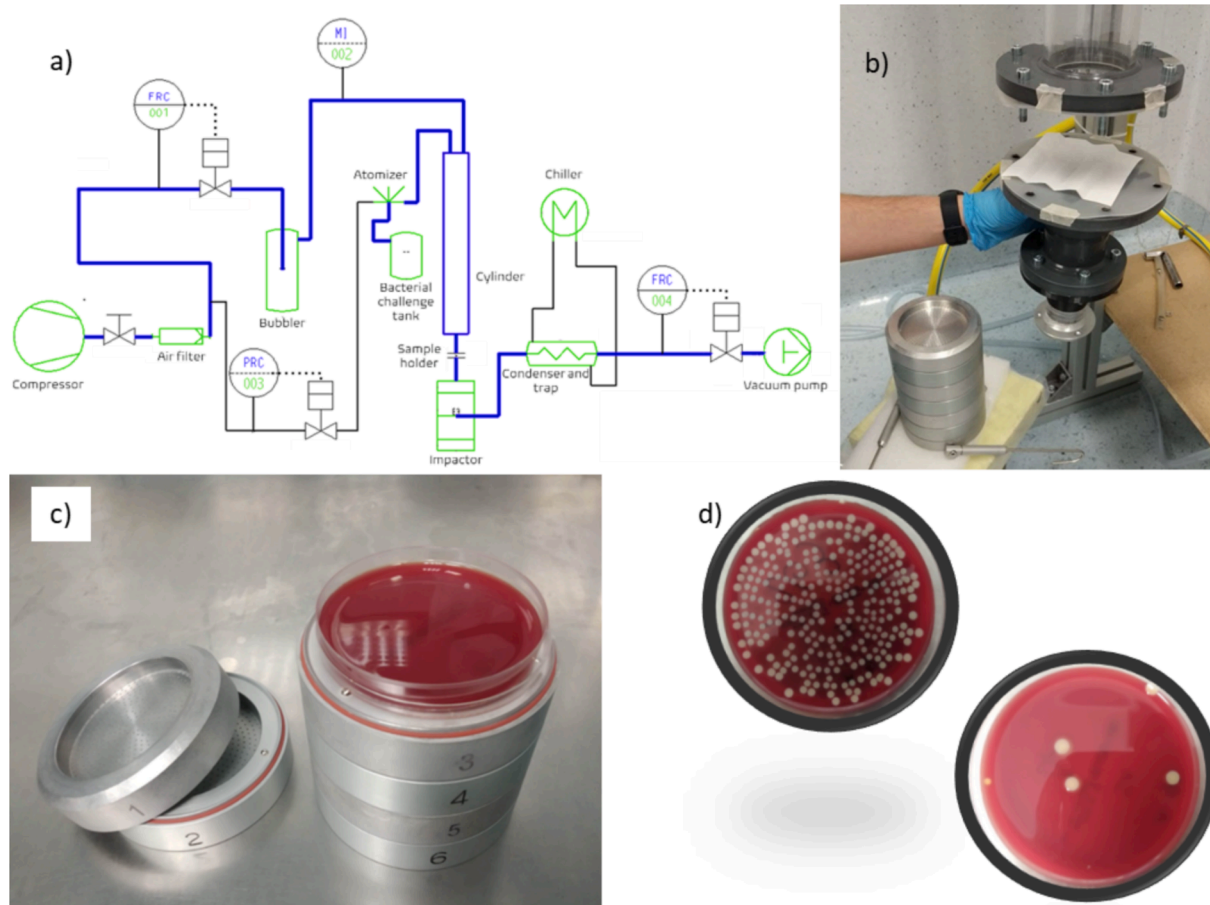 a)
MI
002
FRC
001
Atomizer
Chiller
Bubbler
Bacterial
challenge
tank
Cylinder
FRC
004
Air filter
Compressor
PRC
003
Sample
holder
Condenser and
trap
Vacuum pump
Impactor
b)
c)
1
2
3
4
5
6
d)